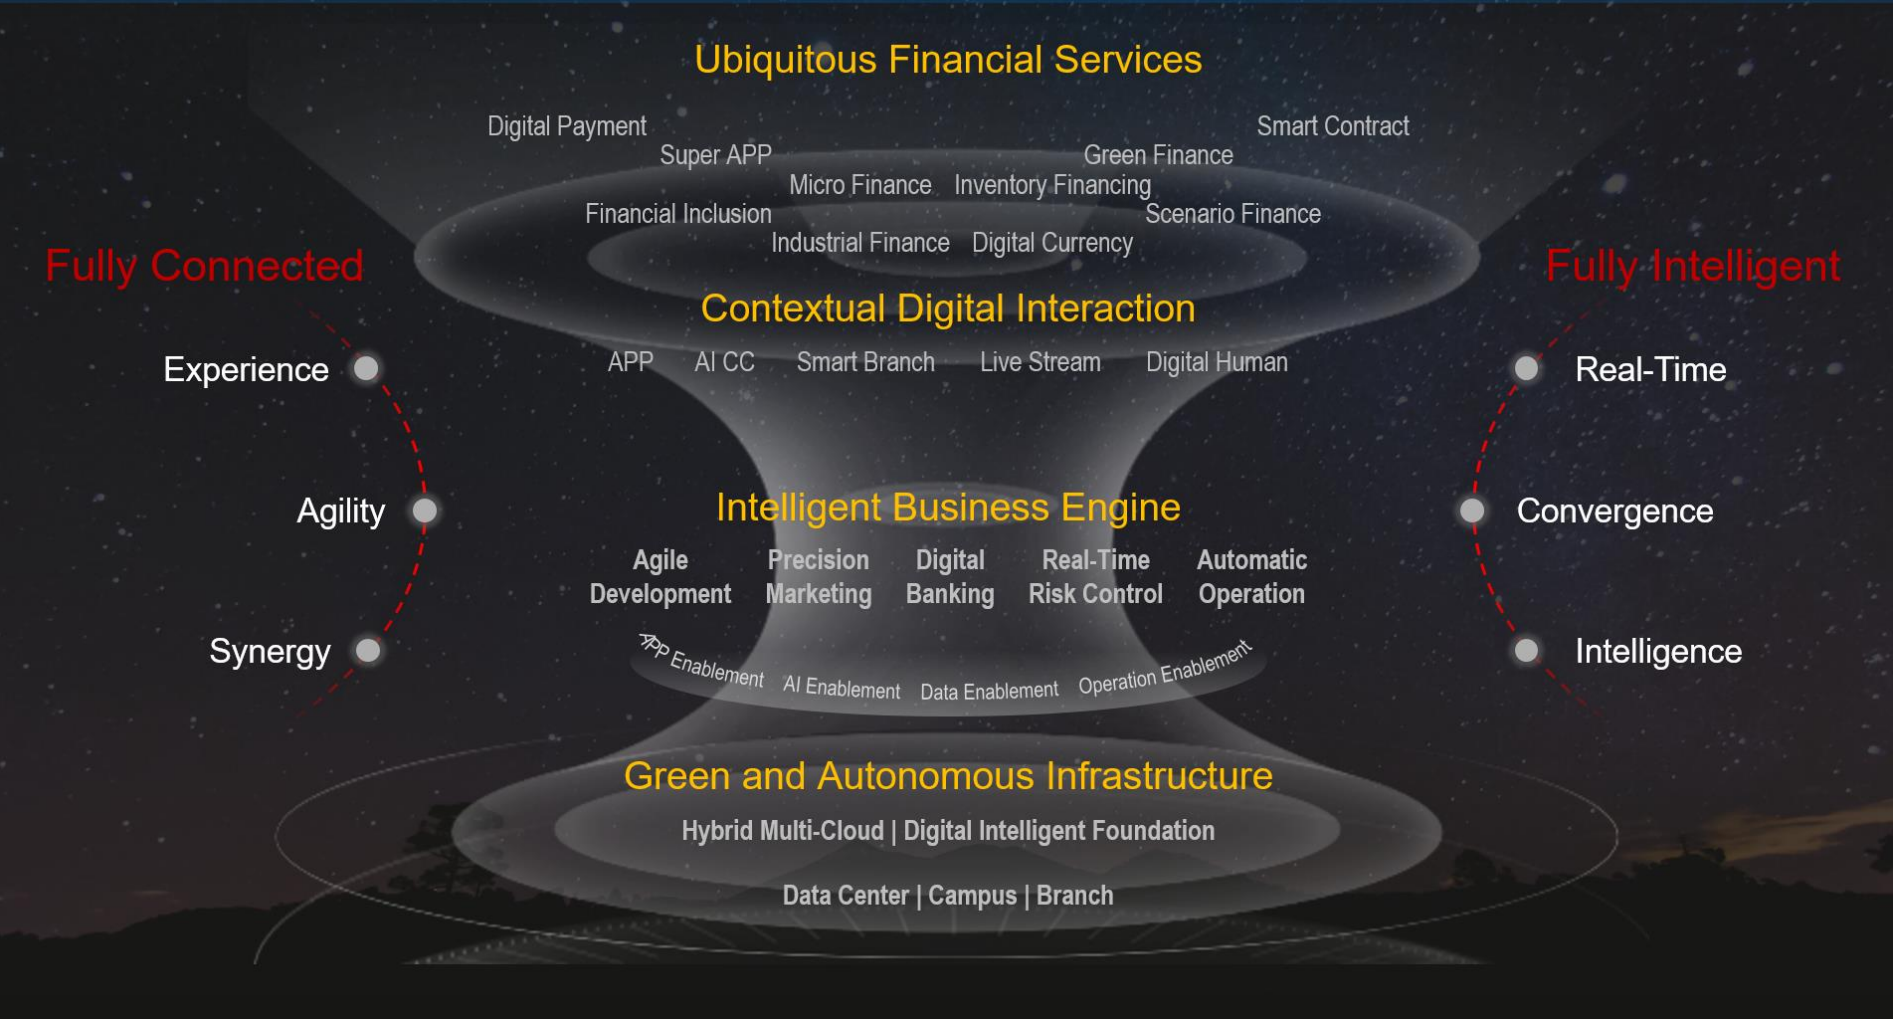 Ubiquitous Financial Services
Digital Payment
Smart Contract
Super APP
Green Finance
Micro Finance
Inventory Financing
Financial Inclusion
Scenario Finance
Industrial Finance
Digital Currency
Fully Connected
Experience
Agility
Synergy
Contextual Digital Interaction
APP
AI CC
Smart Branch
Live Stream
Digital Human
Intelligent Business Engine
Agile
Development
Precision
Marketing
Digital
Banking
Real-Time
Risk Control
Automatic
Operation
APP Enablement
AI Enablement
Data Enablement
Operation Enablement
Green and Autonomous Infrastructure
Hybrid Multi-Cloud | Digital Intelligent Foundation
Data Center | Campus | Branch
Fully Intelligent
Real-Time
Convergence
Intelligence